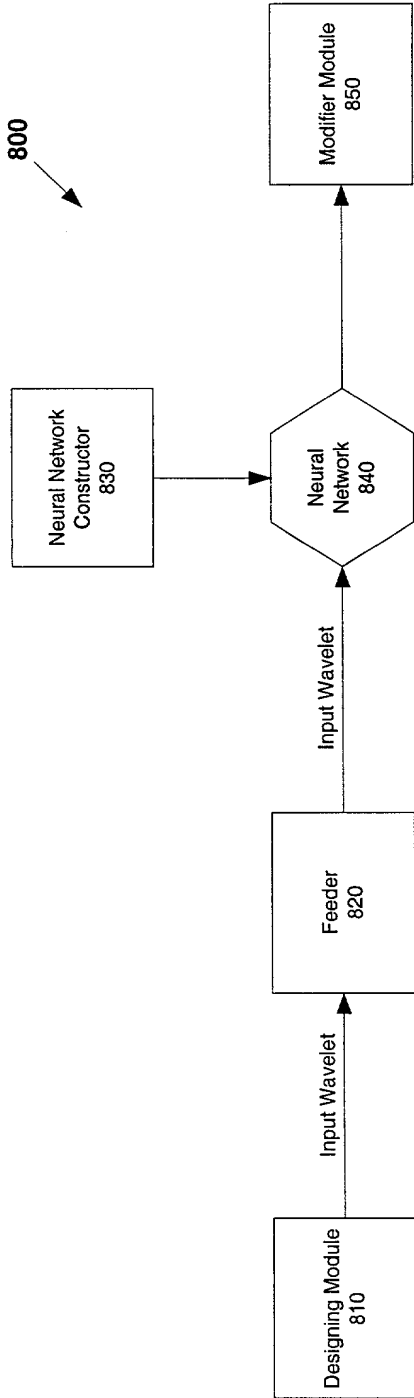 800
Neural Network
Constructor
830
Designing Module
810
Input Wavelet
Feeder
820
Input Wavelet
Neural
Network
840
Modifier Module
850